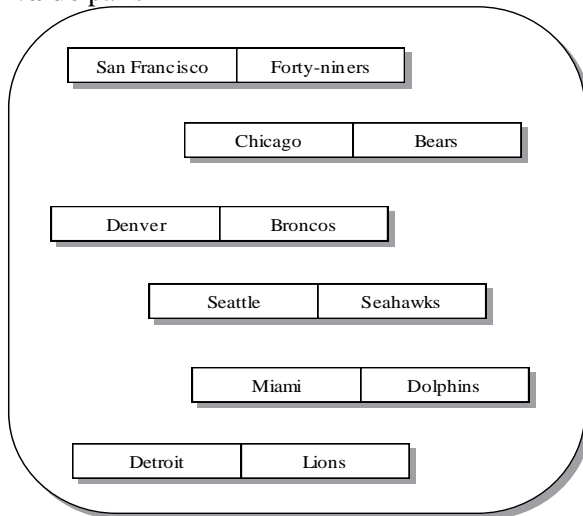 San Francisco Forty-niners
Chicago Bears
Denver Broncos
Seattle Seahawks
Miami Dolphins
Detroit Lions